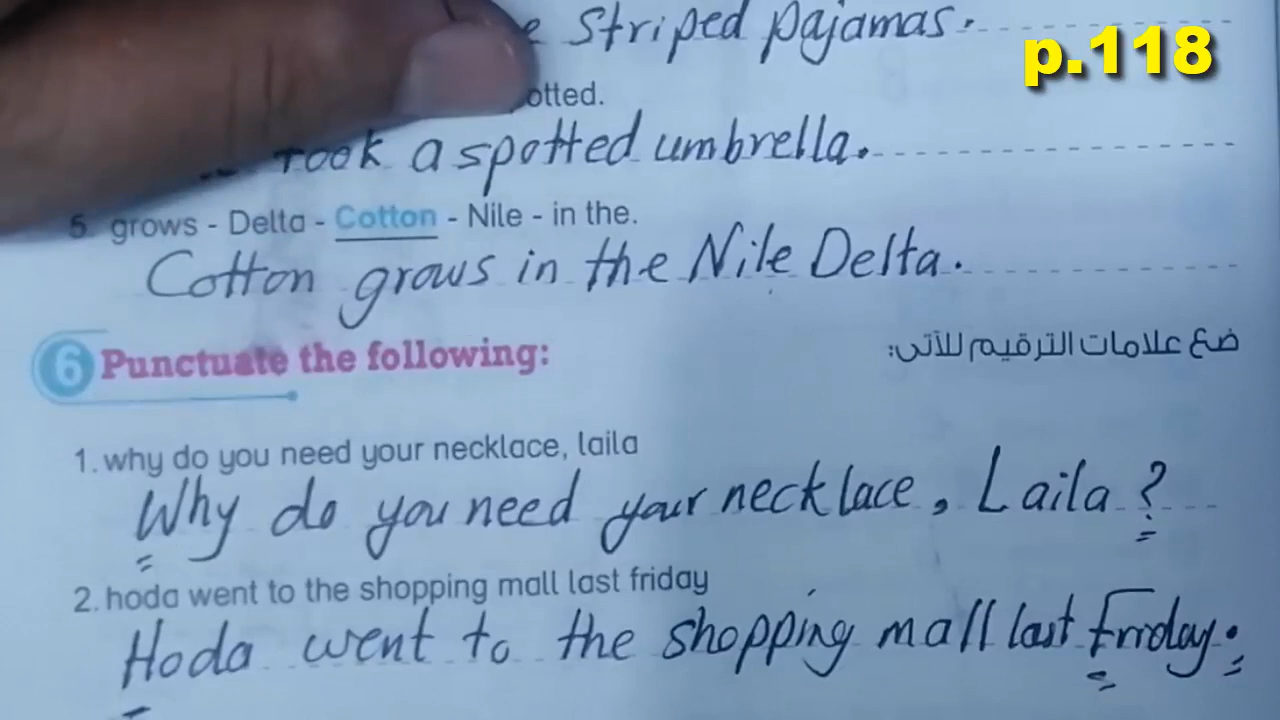 striped pajamas.
p.118
otted.
took a spotted umbrella.
5. grows - Delta - Cotton - Nile - in the.
Cotton grows in the Nile Delta.
6 Punctuate the following:
ضع علامات الترقيم للآتى:
1. why do you need your necklace, laila
Why do you need your necklace, Laila ?
2. hoda went to the shopping mall last friday
Hoda went to the shopping mall last Friday.